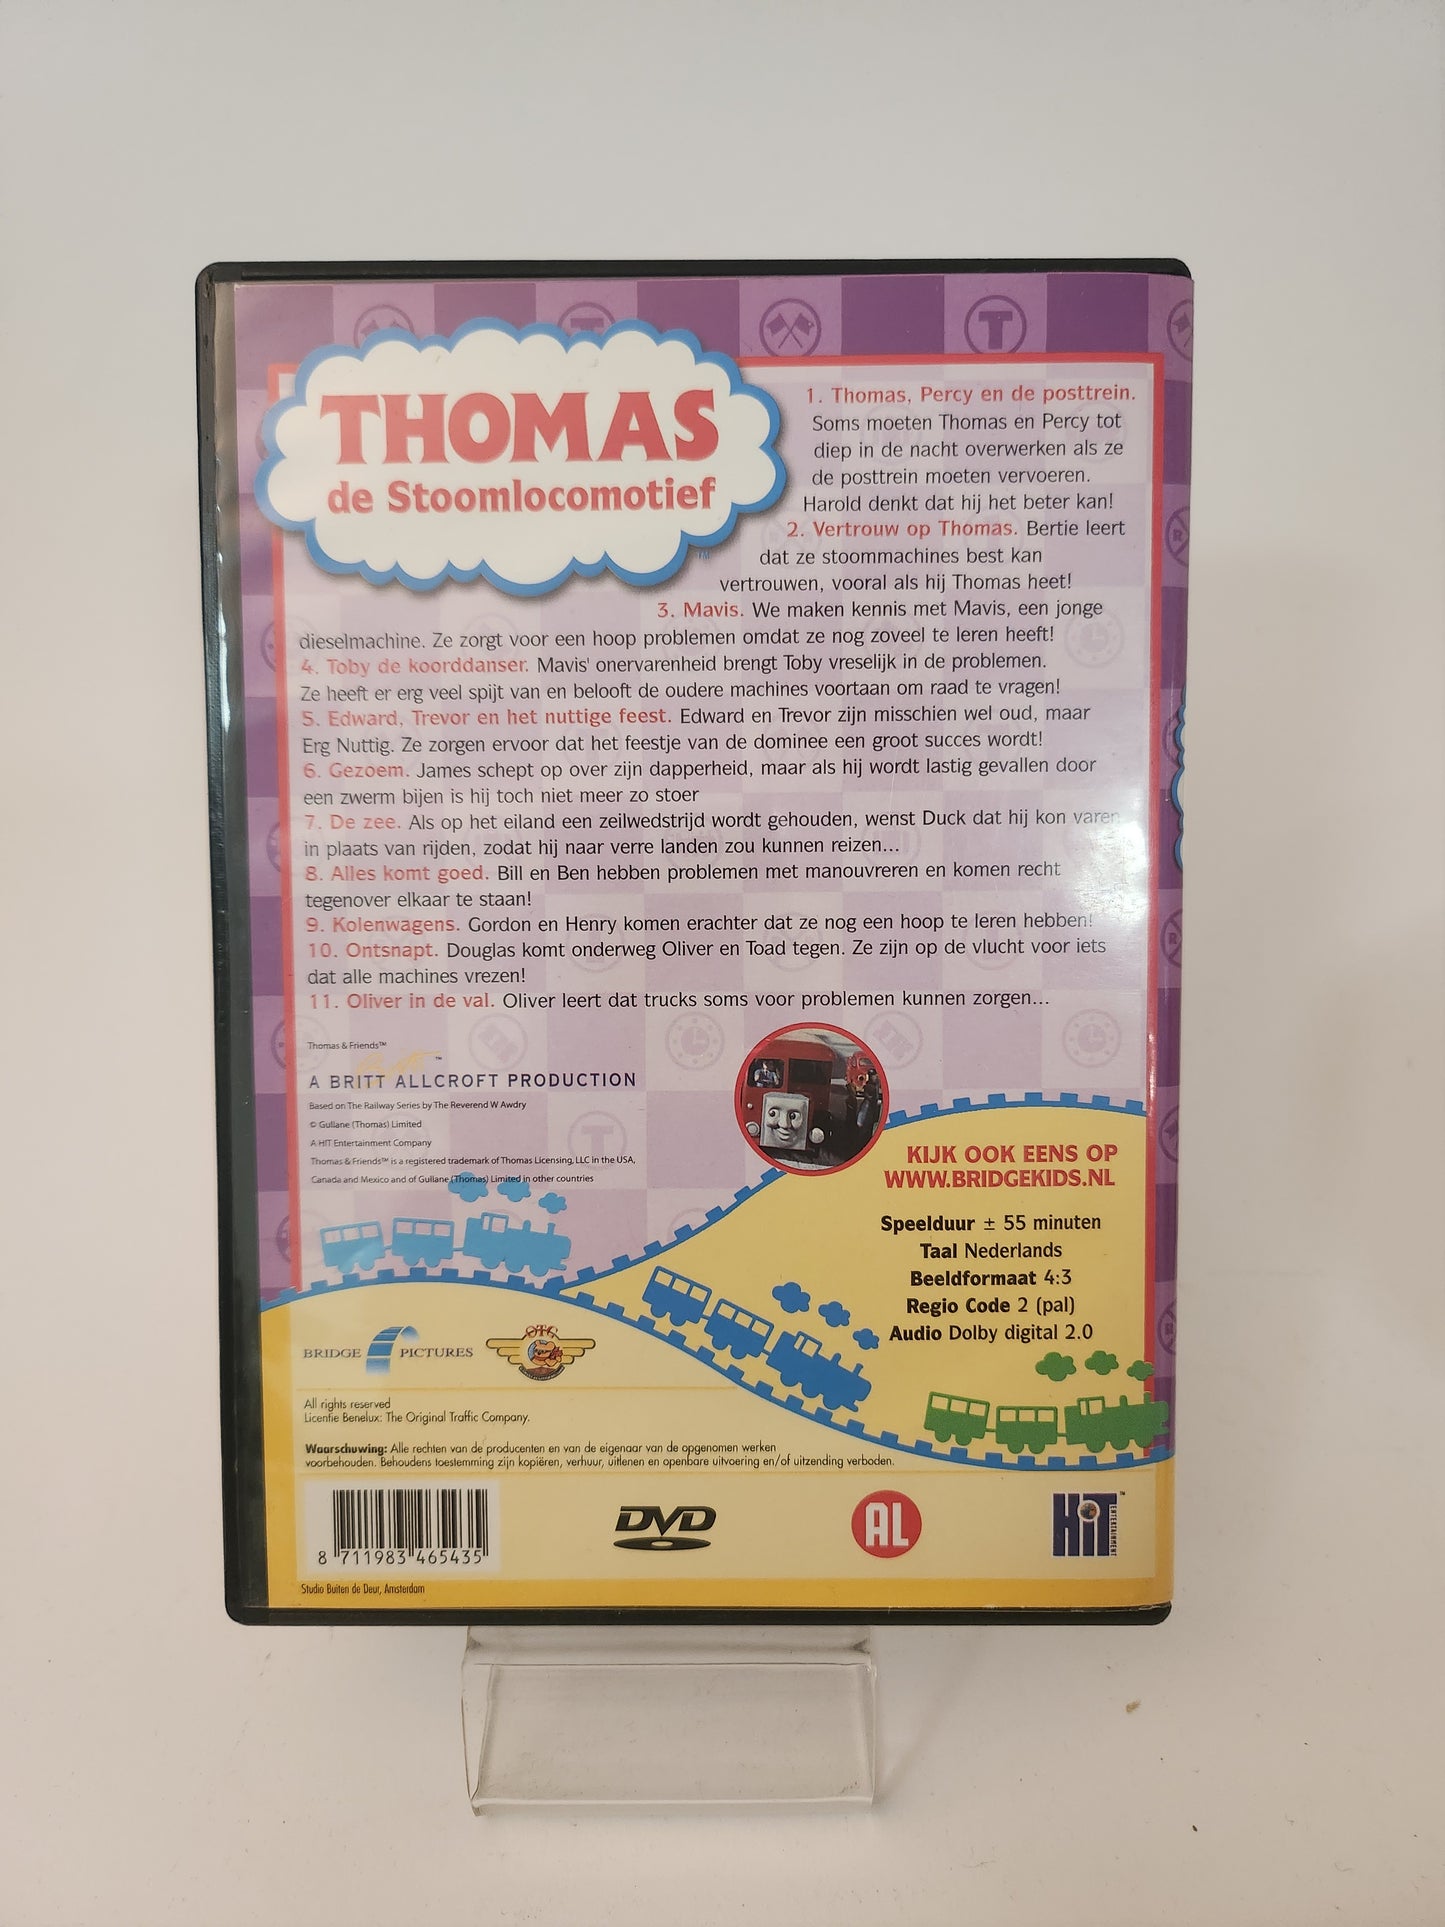 THOMAS
de Stoomlocomotief
TM
1. Thomas, Percy en de posttrein.
Soms moeten Thomas en Percy tot
diep in de nacht overwerken als ze
de posttrein moeten vervoeren.
Harold denkt dat hij het beter kan!
2. Vertrouw op Thomas. Bertie leert
dat ze stoommachines best kan
vertrouwen, vooral als hij Thomas heet!
3. Mavis. We maken kennis met Mavis, een jonge
dieselmachine. Ze zorgt voor een hoop problemen omdat ze nog zoveel te leren heeft!
4. Toby de koorddanser. Mavis' onervarenheid brengt Toby vreselijk in de problemen.
Ze heeft er erg veel spijt van en belooft de oudere machines voortaan om raad te vragen!
5. Edward, Trevor en het nuttige feest. Edward en Trevor zijn misschien wel oud, maar
Erg Nuttig. Ze zorgen ervoor dat het feestje van de dominee een groot succes wordt!
6. Gezoem. James schept op over zijn dapperheid, maar als hij wordt lastig gevallen door
een zwerm bijen is hij toch niet meer zo stoer
7. De zee. Als op het eiland een zeilwedstrijd wordt gehouden, wenst Duck dat hij kon varen
in plaats van rijden, zodat hij naar verre landen zou kunnen reizen...
8. Alles komt goed. Bill en Ben hebben problemen met manouvreren en komen recht
tegenover elkaar te staan!
9. Kolenwagens. Gordon en Henry komen erachter dat ze nog een hoop te leren hebben!
10. Ontsnapt. Douglas komt onderweg Oliver en Toad tegen. Ze zijn op de vlucht voor iets
dat alle machines vrezen!
11. Oliver in de val. Oliver leert dat trucks soms voor problemen kunnen zorgen...
Thomas & Friends™
A BRITT ALLCROFT PRODUCTION
Based on The Railway Series by The Reverend W Awdry
© Gullane (Thomas) Limited
A HIT Entertainment Company
Thomas & Friends™ is a registered trademark of Thomas Licensing, LLC in the USA,
Canada and Mexico and of Gullane (Thomas) Limited in other countries
KIJK OOK EENS OP
WWW.BRIDGEKIDS.NL
Speelduur ± 55 minuten
Taal Nederlands
Beeldformaat 4:3
Regio Code 2 (pal)
Audio Dolby digital 2.0
BRIDGE PICTURES
OTC
All rights reserved
Licentie Benelux: The Original Traffic Company.
Waarschuwing: Alle rechten van de producenten en van de eigenaar van de opgenomen werken
voorbehouden. Behoudens toestemming zijn kopiëren, verhuur, uitlenen en openbare uitvoering en/of uitzending verboden.
8 711983 465435
DVD
AL
HiT ENTERTAINMENT
Studio Buiten de Deur, Amsterdam